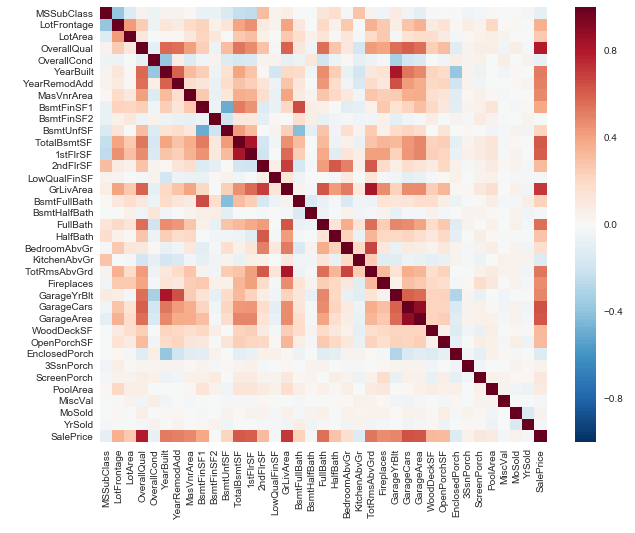 MSSubClass
LotFrontage
LotArea
OverallQual
OverallCond
YearBuilt
YearRemodAdd
MasVnrArea
BsmtFinSF1
BsmtFinSF2
BsmtUnfSF
TotalBsmtSF
1stFlrSF
2ndFlrSF
LowQualFinSF
GrLivArea
BsmtFullBath
BsmtHalfBath
FullBath
HalfBath
BedroomAbvGr
KitchenAbvGr
TotRmsAbvGrd
Fireplaces
GarageYrBlt
GarageCars
GarageArea
WoodDeckSF
OpenPorchSF
EnclosedPorch
3SsnPorch
ScreenPorch
PoolArea
MiscVal
MoSold
YrSold
SalePrice
MSSubClass
LotFrontage
LotArea
OverallQual
OverallCond
YearBuilt
YearRemodAdd
MasVnrArea
BsmtFinSF1
BsmtFinSF2
BsmtUnfSF
TotalBsmtSF
1stFlrSF
2ndFlrSF
LowQualFinSF
GrLivArea
BsmtFullBath
BsmtHalfBath
FullBath
HalfBath
BedroomAbvGr
KitchenAbvGr
TotRmsAbvGrd
Fireplaces
GarageYrBlt
GarageCars
GarageArea
WoodDeckSF
OpenPorchSF
EnclosedPorch
3SsnPorch
ScreenPorch
PoolArea
MiscVal
MoSold
YrSold
SalePrice
0.8
0.4
0.0
−0.4
−0.8